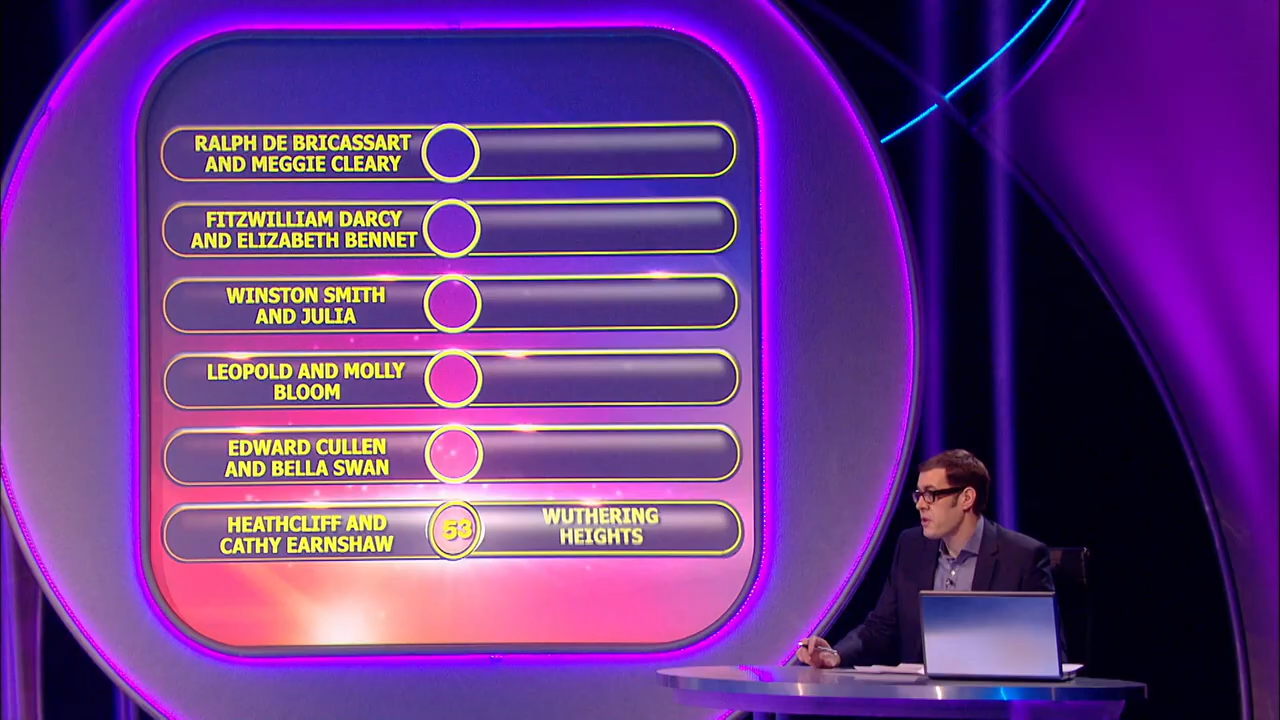 RALPH DE BRICASSART
AND MEGGIE CLEARY
FITZWILLIAM DARCY
AND ELIZABETH BENNET
WINSTON SMITH
AND JULIA
LEOPOLD AND MOLLY
BLOOM
EDWARD CULLEN
AND BELLA SWAN
HEATHCLIFF AND
CATHY EARNSHAW
53
WUTHERING
HEIGHTS